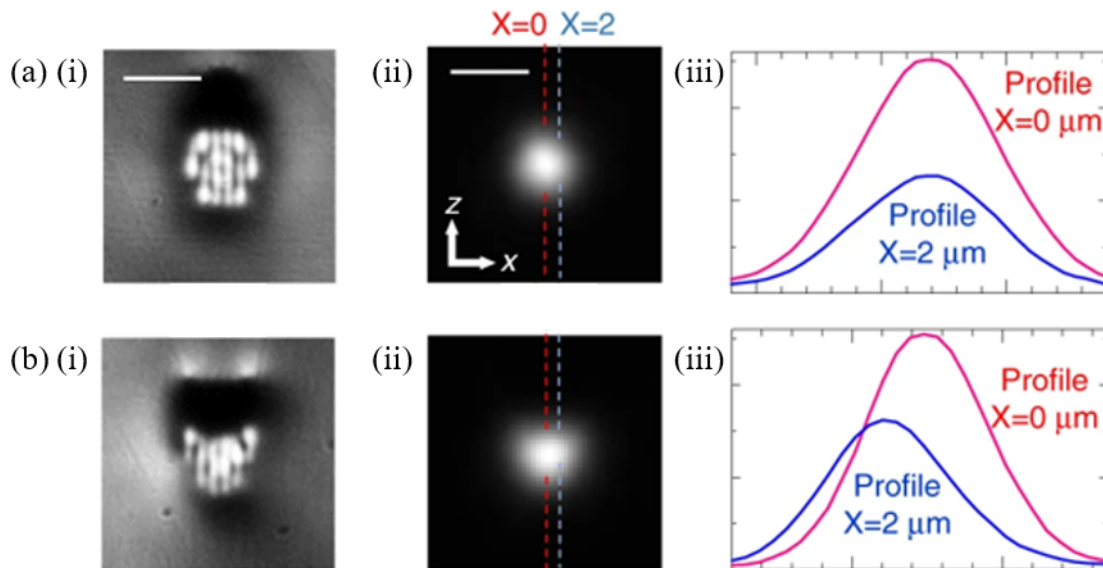 X=0 X=2
(a) (i) (ii) (iii)
Profile
X=0 μm
Profile
X=2 μm
z
x
(b) (i) (ii) (iii)
Profile
X=0 μm
Profile
X=2 μm